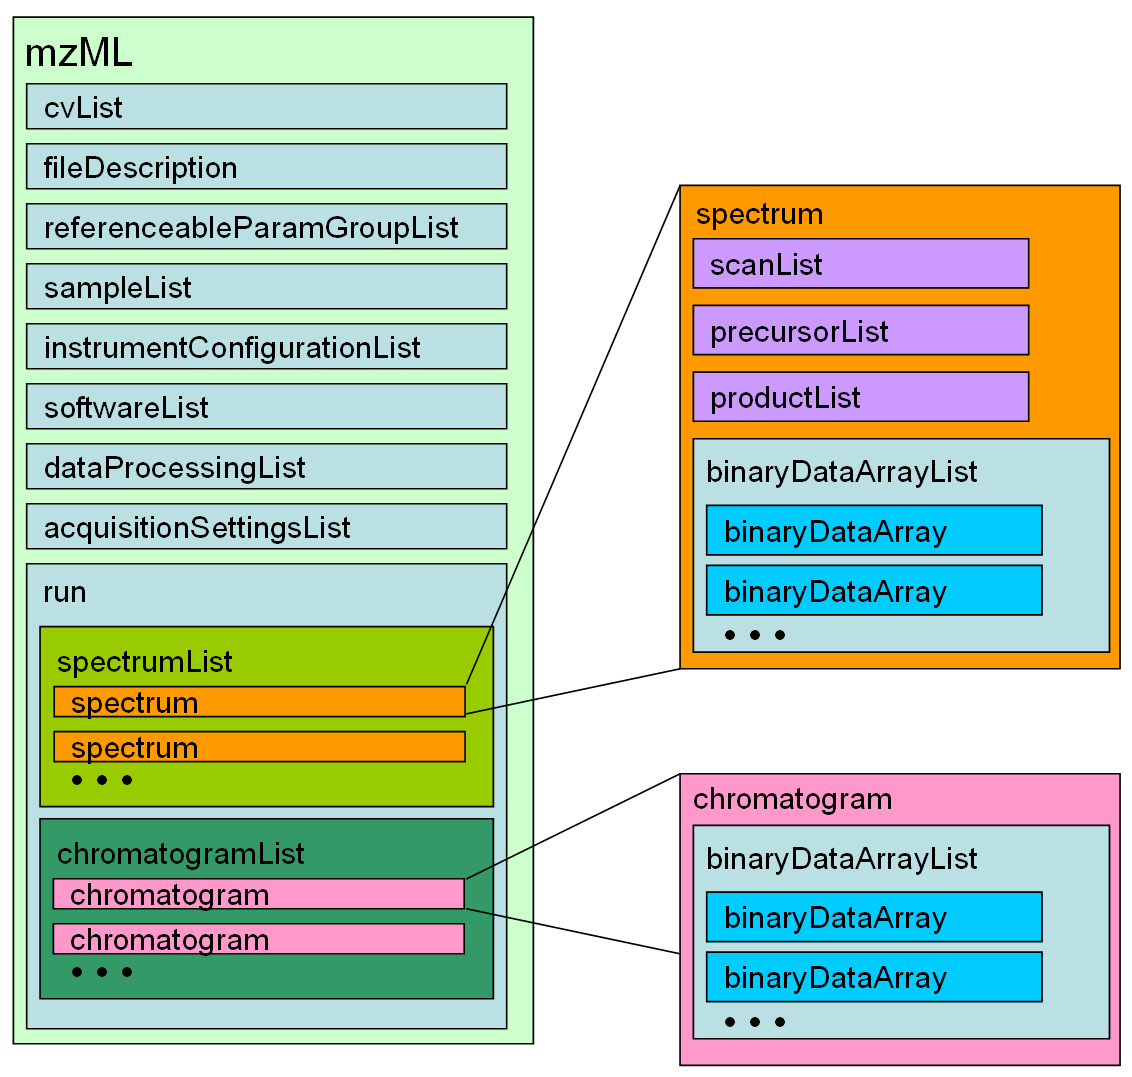 mzML
cvList
fileDescription
referenceableParamGroupList
sampleList
instrumentConfigurationList
softwareList
dataProcessingList
acquisitionSettingsList
run
spectrumList
spectrum
spectrum
• • •
chromatogramList
chromatogram
chromatogram
• • •
spectrum
scanList
precursorList
productList
binaryDataArrayList
binaryDataArray
binaryDataArray
• • •
chromatogram
binaryDataArrayList
binaryDataArray
binaryDataArray
• • •